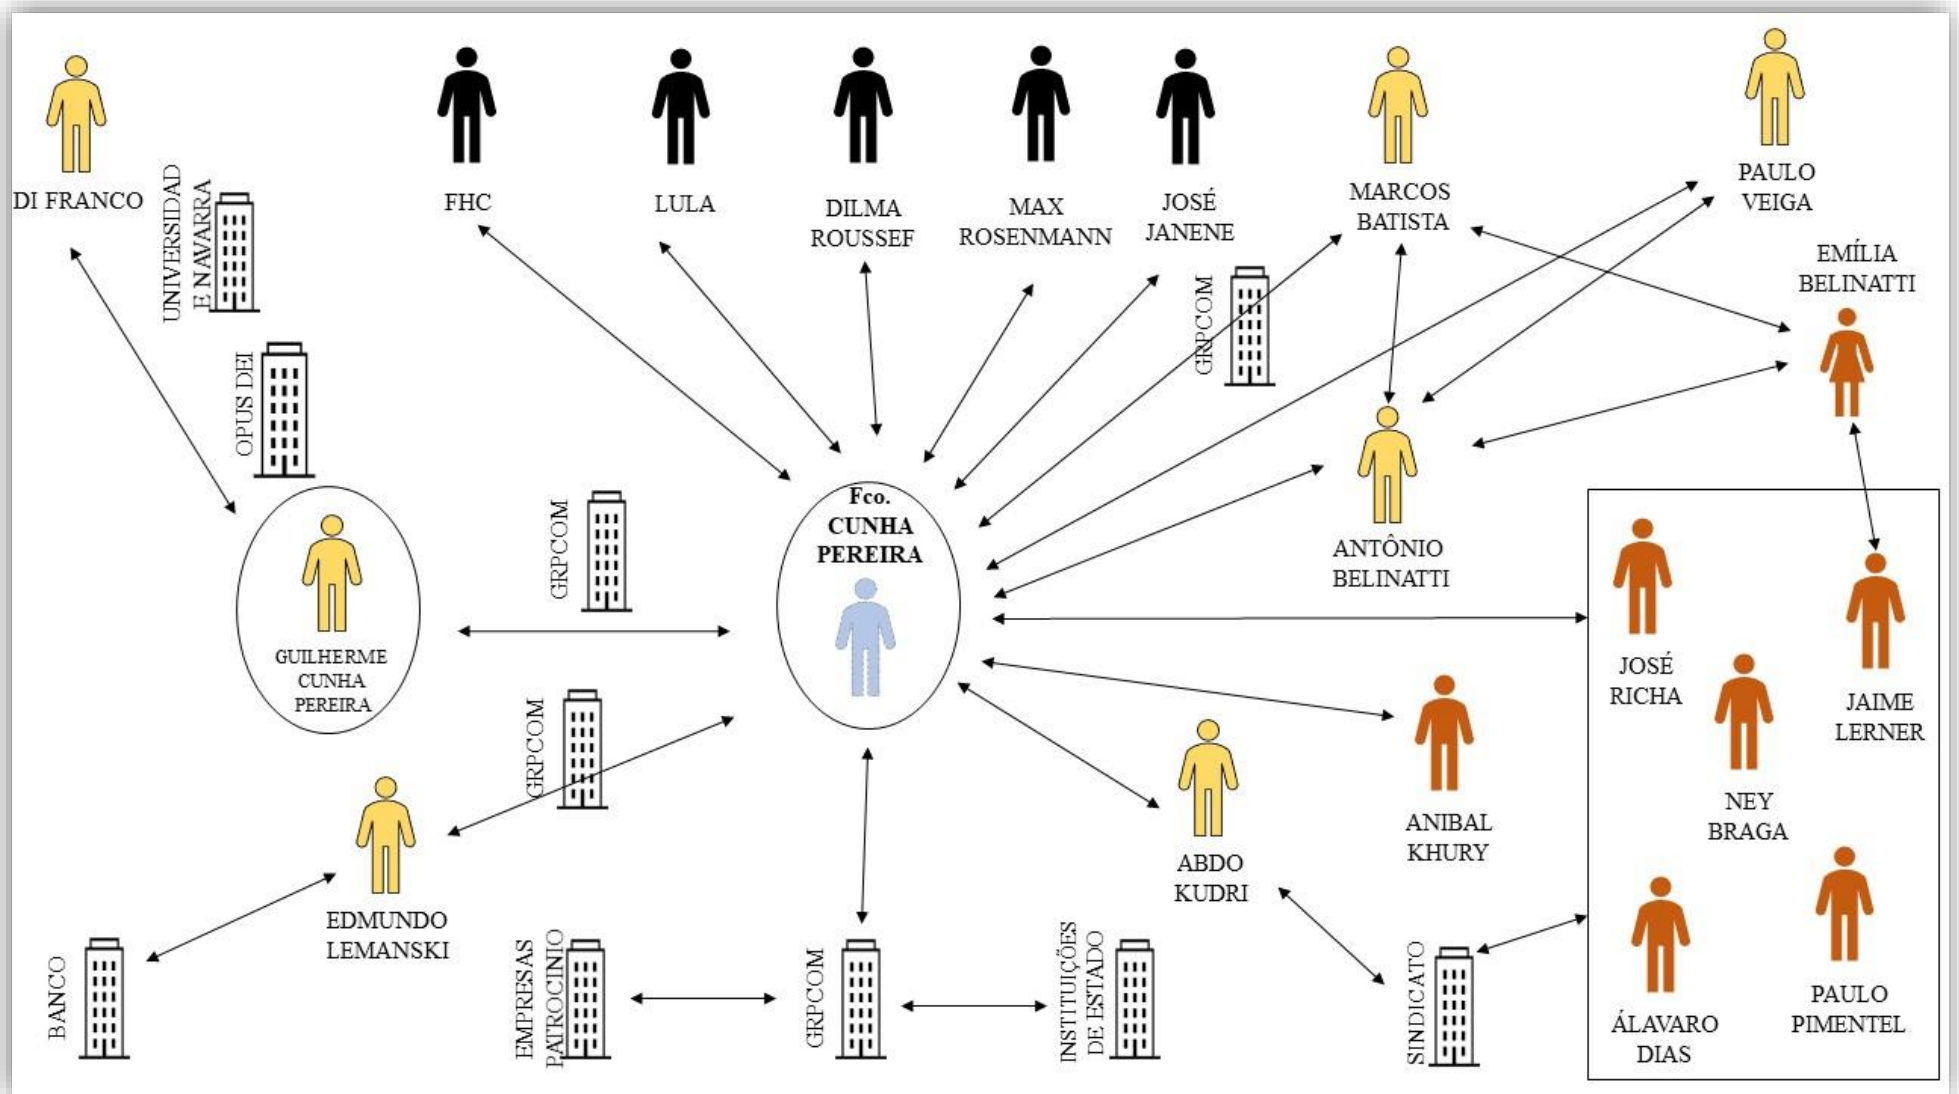 DI FRANCO
UNIVERSIDAD
E NAVARRA
OPUS DEI
FHC
LULA
DILMA
ROUSSEF
MAX
ROSENMANN
JOSÉ
JANENE
GRPCOM
MARCOS
BATISTA
PAULO
VEIGA
EMÍLIA
BELINATTI
ANTÔNIO
BELINATTI
Fco.
CUNHA
PEREIRA
GRPCOM
GUILHERME
CUNHA
PEREIRA
GRPCOM
EDMUNDO
LEMANSKI
BANCO
EMPRESAS
PATROCINIO
GRPCOM
INSTITUIÇÕES
DE ESTADO
ABDO
KUDRI
ANIBAL
KHURY
SINDICATO
JOSÉ
RICHA
JAIME
LERNER
NEY
BRAGA
ÁLAVARO
DIAS
PAULO
PIMENTEL